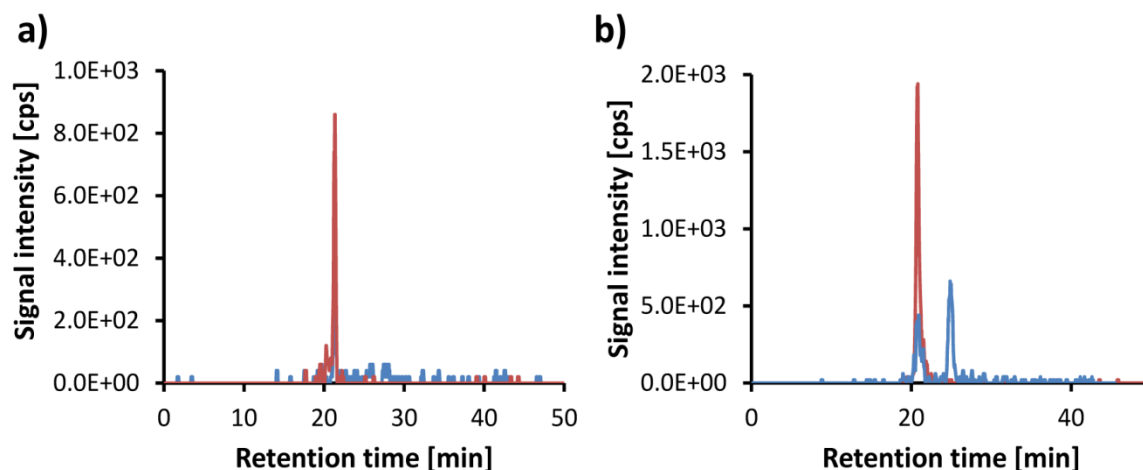 a)
Signal intensity [cps]
1.0E+03
8.0E+02
6.0E+02
4.0E+02
2.0E+02
0.0E+00
0 10 20 30 40 50
Retention time [min]
b)
Signal intensity [cps]
2.0E+03
1.5E+03
1.0E+03
5.0E+02
0.0E+00
0 20 40
Retention time [min]